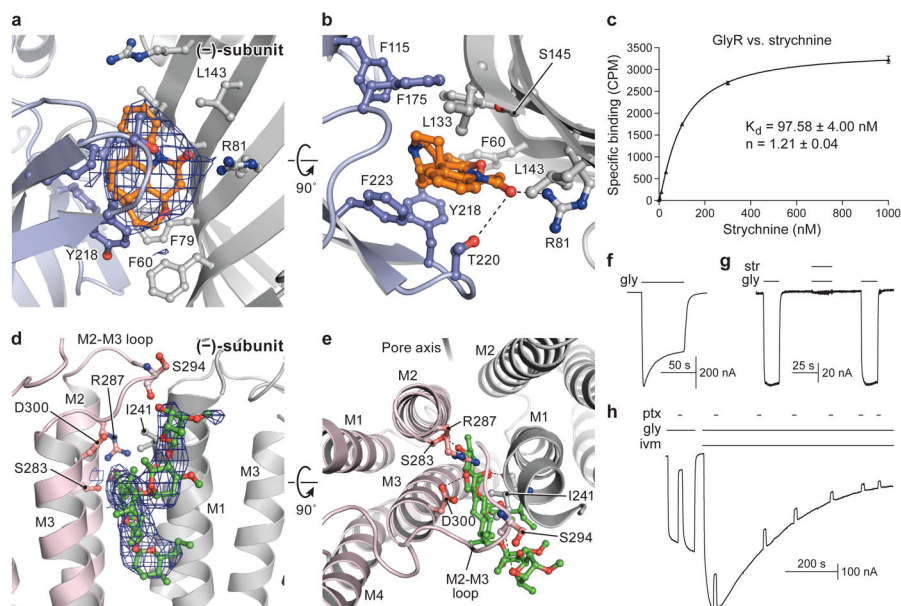 a
(–)-subunit
L143
R81
F79
Y218
F60
90°
b
F115
S145
F175
L133
F60
L143
F223
Y218
R81
T220
c
GlyR vs. strychnine
Specific binding (CPM)
3500
3000
2500
2000
1500
1000
500
0
Kd = 97.58 ± 4.00 nM
n = 1.21 ± 0.04
0 200 400 600 800 1000
Strychnine (nM)
d
M2-M3 loop
(–)-subunit
S294
R287
M2
D300
I241
S283
M3
M3
M1
90°
e
Pore axis
M2
M2
R287
M1
M1
S283
M3
I241
D300
S294
M2-M3
loop
M4
f
gly
50 s
200 nA
g
str
gly
25 s
20 nA
h
ptx
gly
ivm
200 s
100 nA